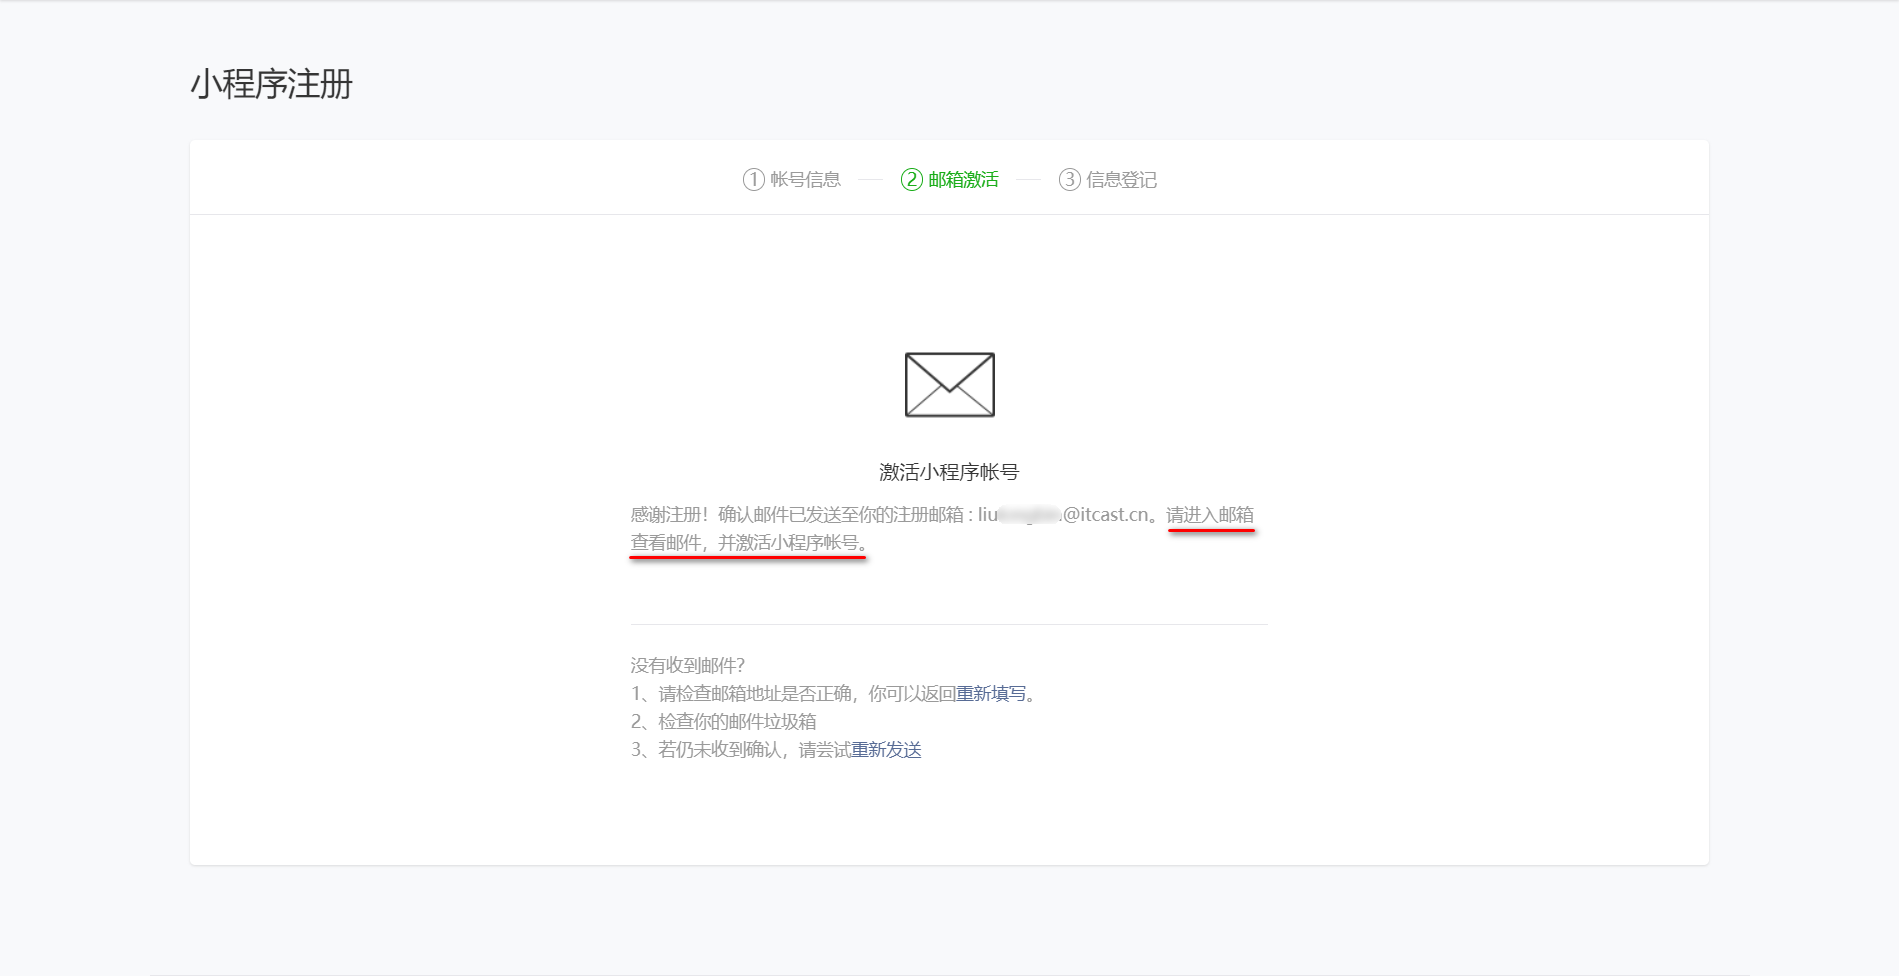 小程序注册
1 帐号信息 2 邮箱激活 3 信息登记
激活小程序帐号
感谢注册！确认邮件已发送至你的注册邮箱 : liu @itcast.cn。请进入邮箱
查看邮件，并激活小程序帐号。
没有收到邮件?
1、请检查邮箱地址是否正确，你可以返回重新填写。
2、检查你的邮件垃圾箱
3、若仍未收到确认，请尝试重新发送